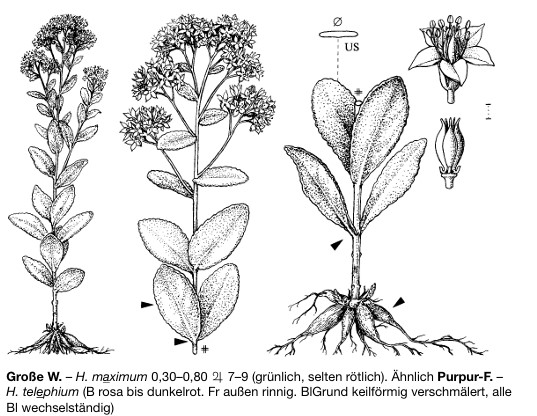 ⌀
US
#
#
Große W. – H. maximum 0,30–0,80 ♃ 7–9 (grünlich, selten rötlich). Ähnlich Purpur-F. –
H. telephium (B rosa bis dunkelrot. Fr außen rinnig. BlGrund keilförmig verschmälert, alle
Bl wechselständig)